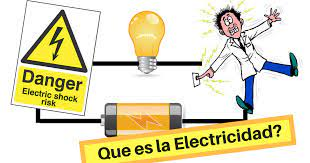 Danger
Electric shock
risk
Que es la Electricidad?